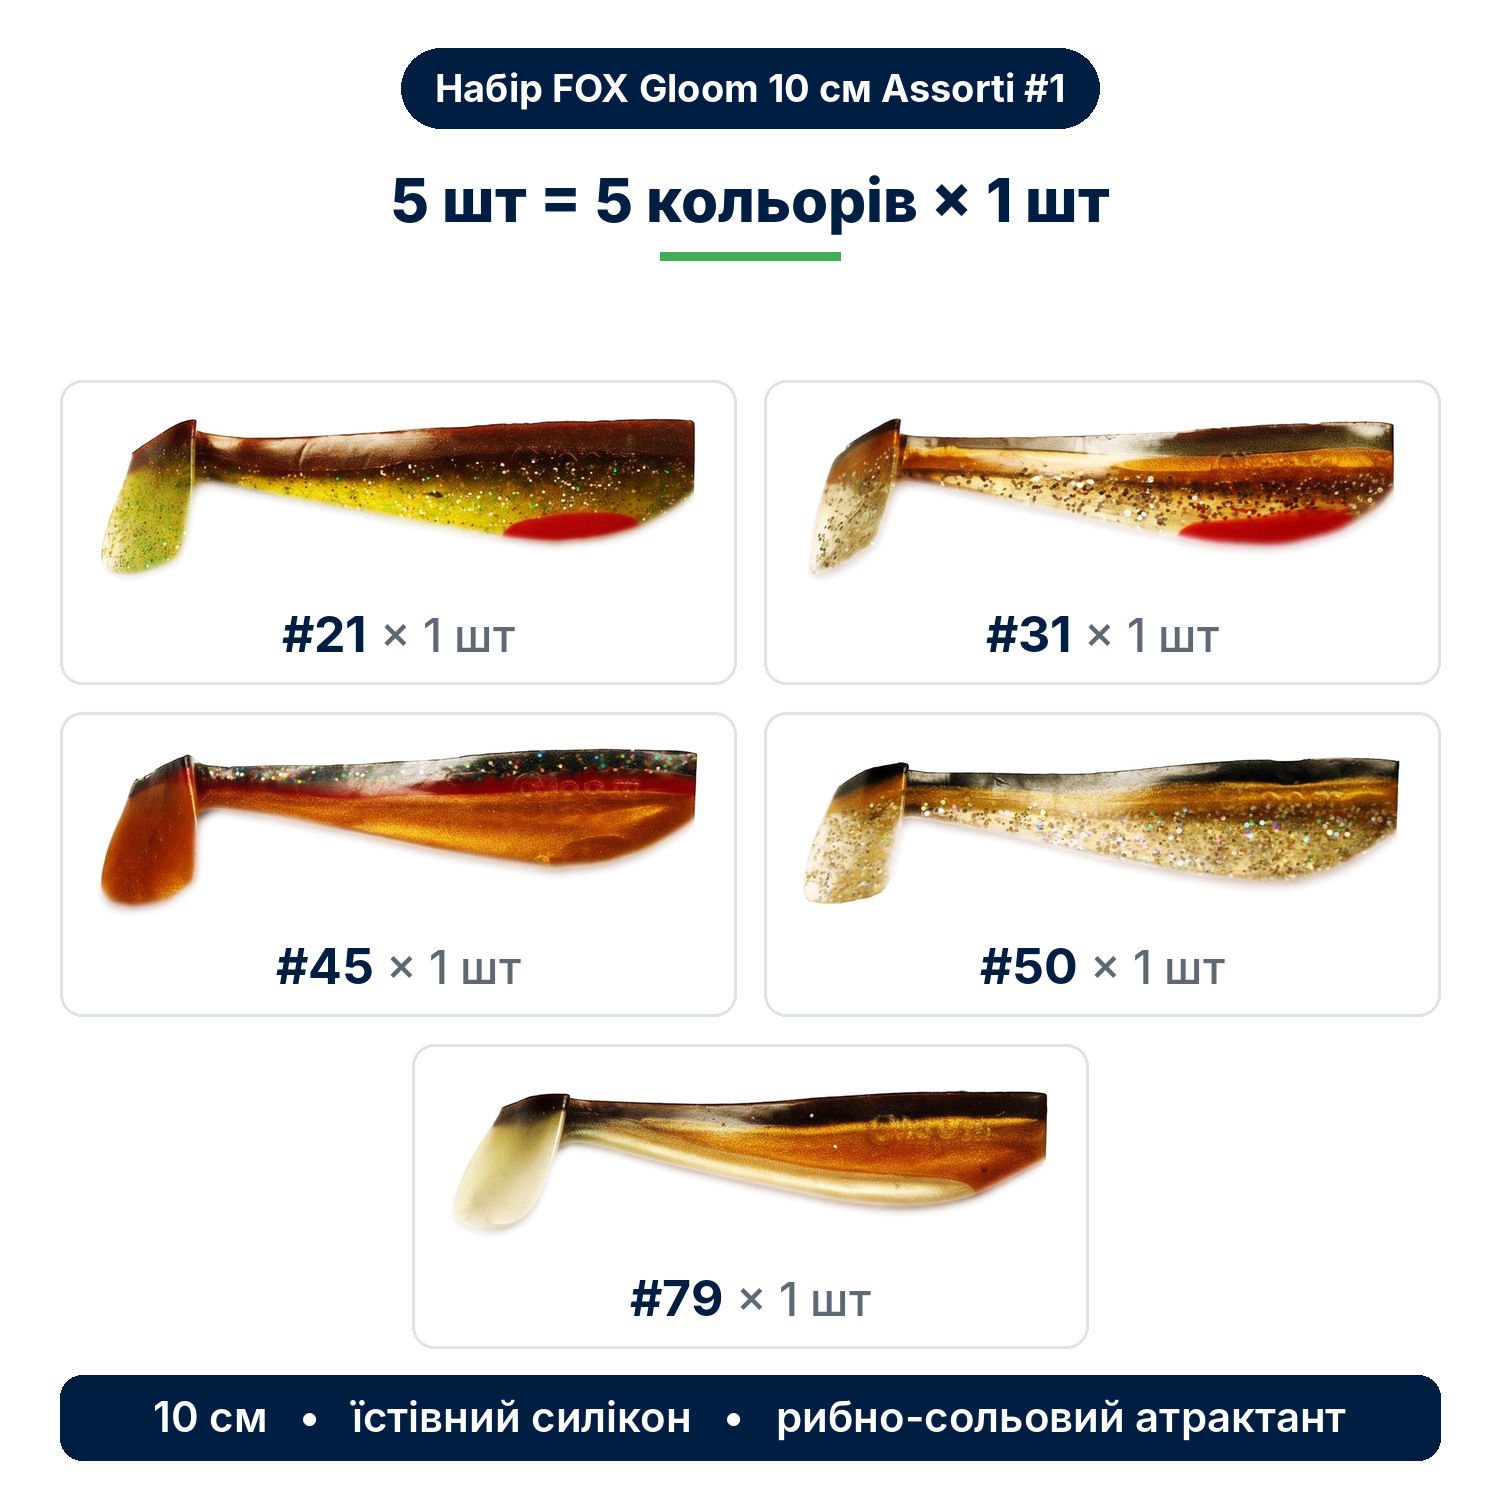 Набір FOX Gloom 10 см Assorti #1
5 шт = 5 кольорів × 1 шт
#21 × 1 шт
#31 × 1 шт
#45 × 1 шт
#50 × 1 шт
#79 × 1 шт
10 см • їстівний силікон • рибно-сольовий атрактант